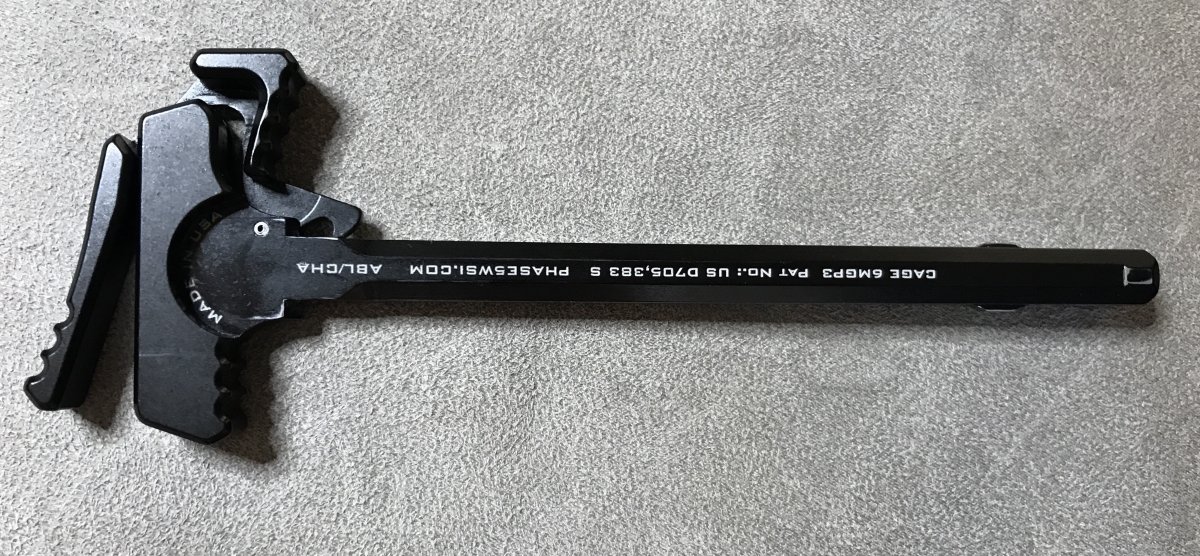 CAGE 6MGP3 PAT NO.: US D705,383 S PHASE5WSI.COM ABL/CHA
MADE IN USA